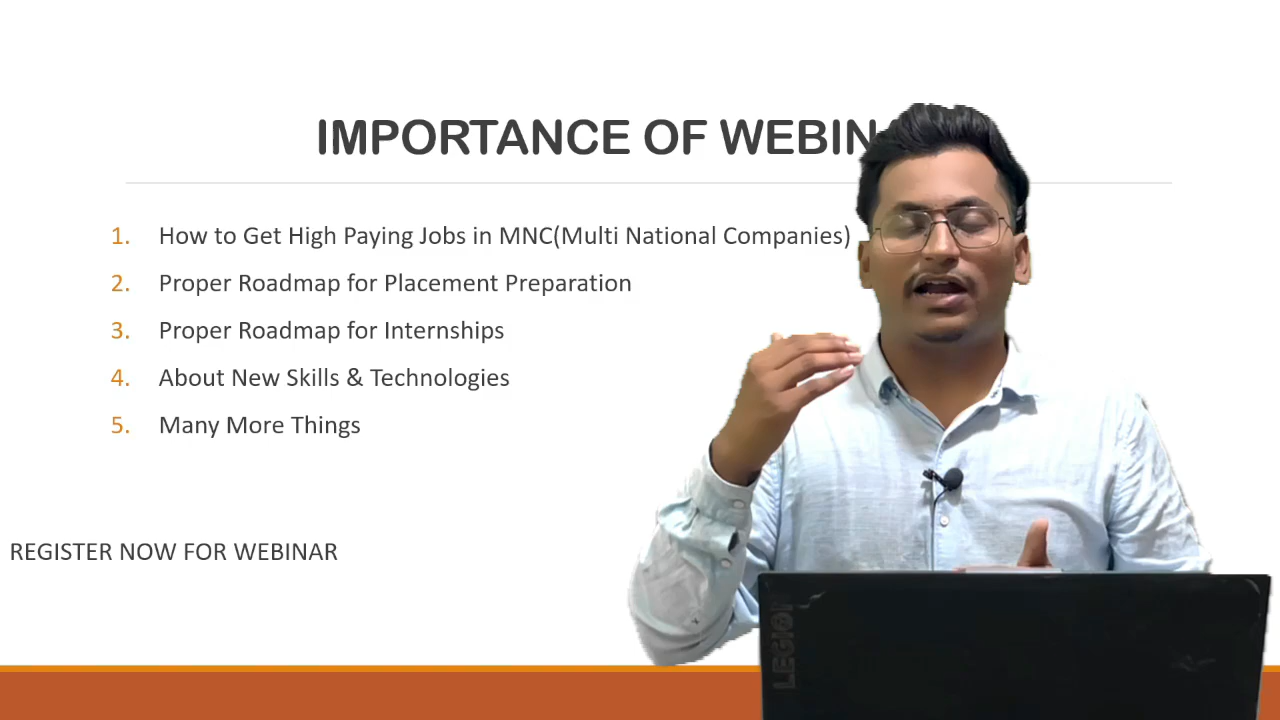 IMPORTANCE OF WEBIN
1. How to Get High Paying Jobs in MNC(Multi National Companies)
2. Proper Roadmap for Placement Preparation
3. Proper Roadmap for Internships
4. About New Skills & Technologies
5. Many More Things
REGISTER NOW FOR WEBINAR
LEGION